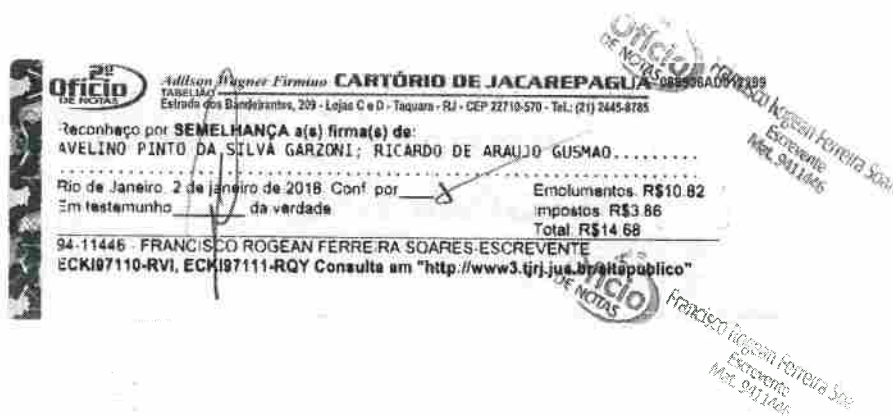 2º Ofício DE NOTAS
Adilson Wagner Firmino CARTÓRIO DE JACAREPAGUÁ
TABELIÃO
Estrada dos Bandeirantes, 209 - Lojas C e D - Taquara - RJ - CEP 22710-570 - Tel.: (21) 2445-8785
Reconheço por SEMELHANÇA a(s) firma(s) de:
AVELINO PINTO DA SILVA GARZONI; RICARDO DE ARAUJO GUSMAO.........
Rio de Janeiro, 2 de janeiro de 2018. Conf. por
Emolumentos. R$10.82
Em testemunho_______ da verdade
Impostos. R$3.86
Total. R$14.68
94-11446 - FRANCISCO ROGEAN FERREIRA SOARES-ESCREVENTE
ECKI97110-RVI, ECKI97111-RQY Consulta em "http://www3.tjrj.jus.br/sitepublico"
Ofício
DE NOTAS
Francisco Rogean Ferreira Soa
Escrevente
Mat. 9411446
Ofício
DE NOTAS
Francisco Rogean Ferreira Soa
Escrevente
Mat. 9411446